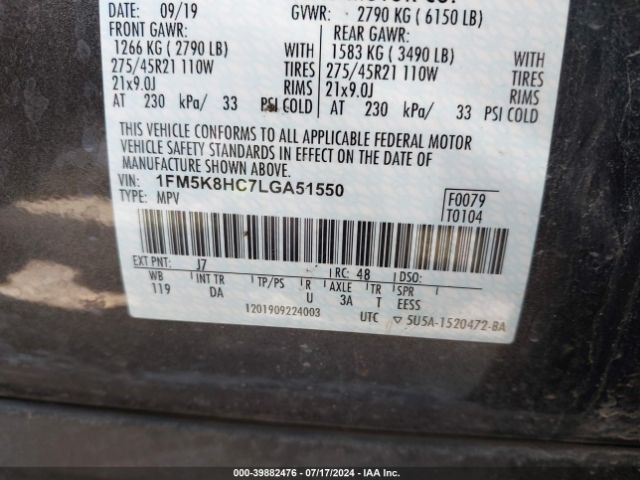 DATE: 09/19 GVWR: 2790 KG ( 6150 LB)
FRONT GAWR: REAR GAWR:
1266 KG ( 2790 LB) WITH 1583 KG ( 3490 LB) WITH
275/45R21 110W TIRES 275/45R21 110W TIRES
21x9.0J RIMS 21x9.0J RIMS
AT 230 kPa/ 33 PSI COLD AT 230 kPa/ 33 PSI COLD
THIS VEHICLE CONFORMS TO ALL APPLICABLE FEDERAL MOTOR
VEHICLE SAFETY STANDARDS IN EFFECT ON THE DATE OF
MANUFACTURE SHOWN ABOVE.
VIN: 1FM5K8HC7LGA51550 F0079
TYPE: MPV T0104
EXT PNT: J7 RC: 48 DSO:
WB INT TR TP/PS R AXLE TR SPR
119 DA U 3A T EESS
1201909224003 UTC ▽ 5U5A-1520472-BA
000-39882476 - 07/17/2024 - IAA Inc.